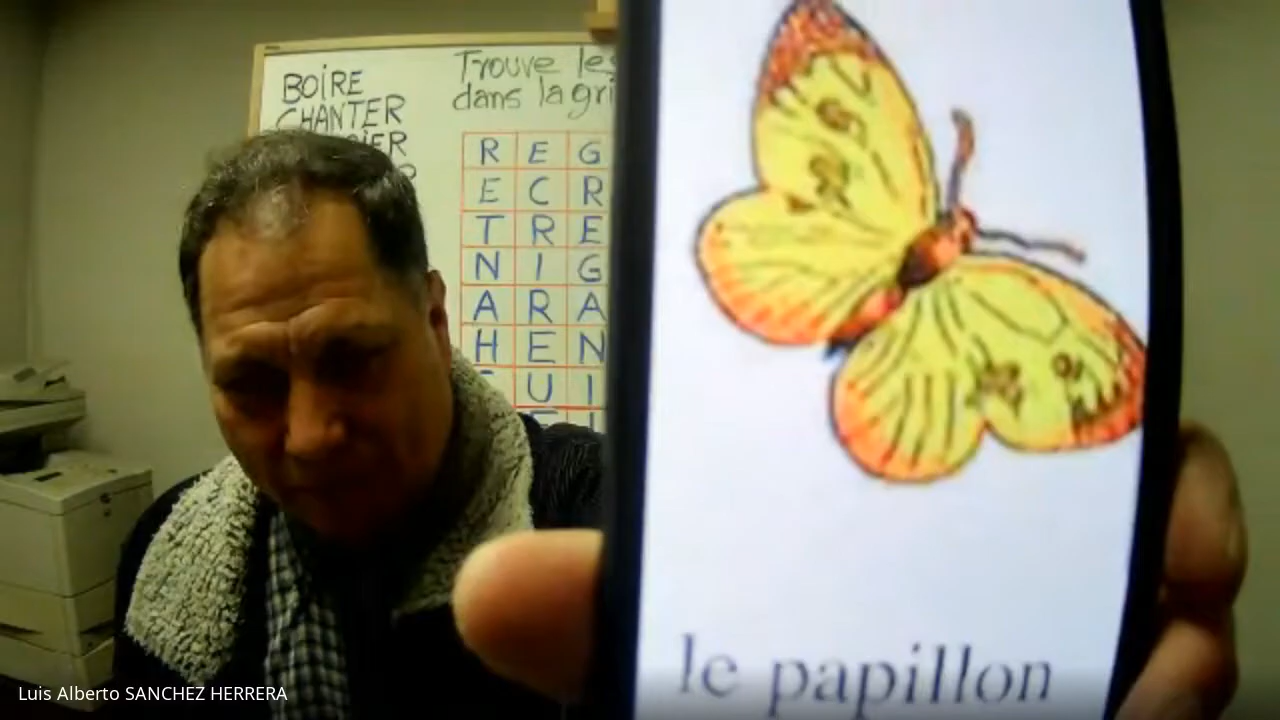 BOIRE
CHANTER
Trouve les
dans la gri
R E G
E C R
T R E
N I G
A R A
H E N
U I
le papillon
Luis Alberto SANCHEZ HERRERA